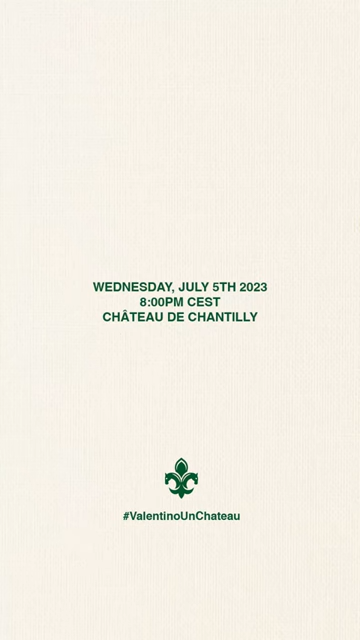 WEDNESDAY, JULY 5TH 2023
8:00PM CEST
CHÂTEAU DE CHANTILLY
#ValentinoUnChateau